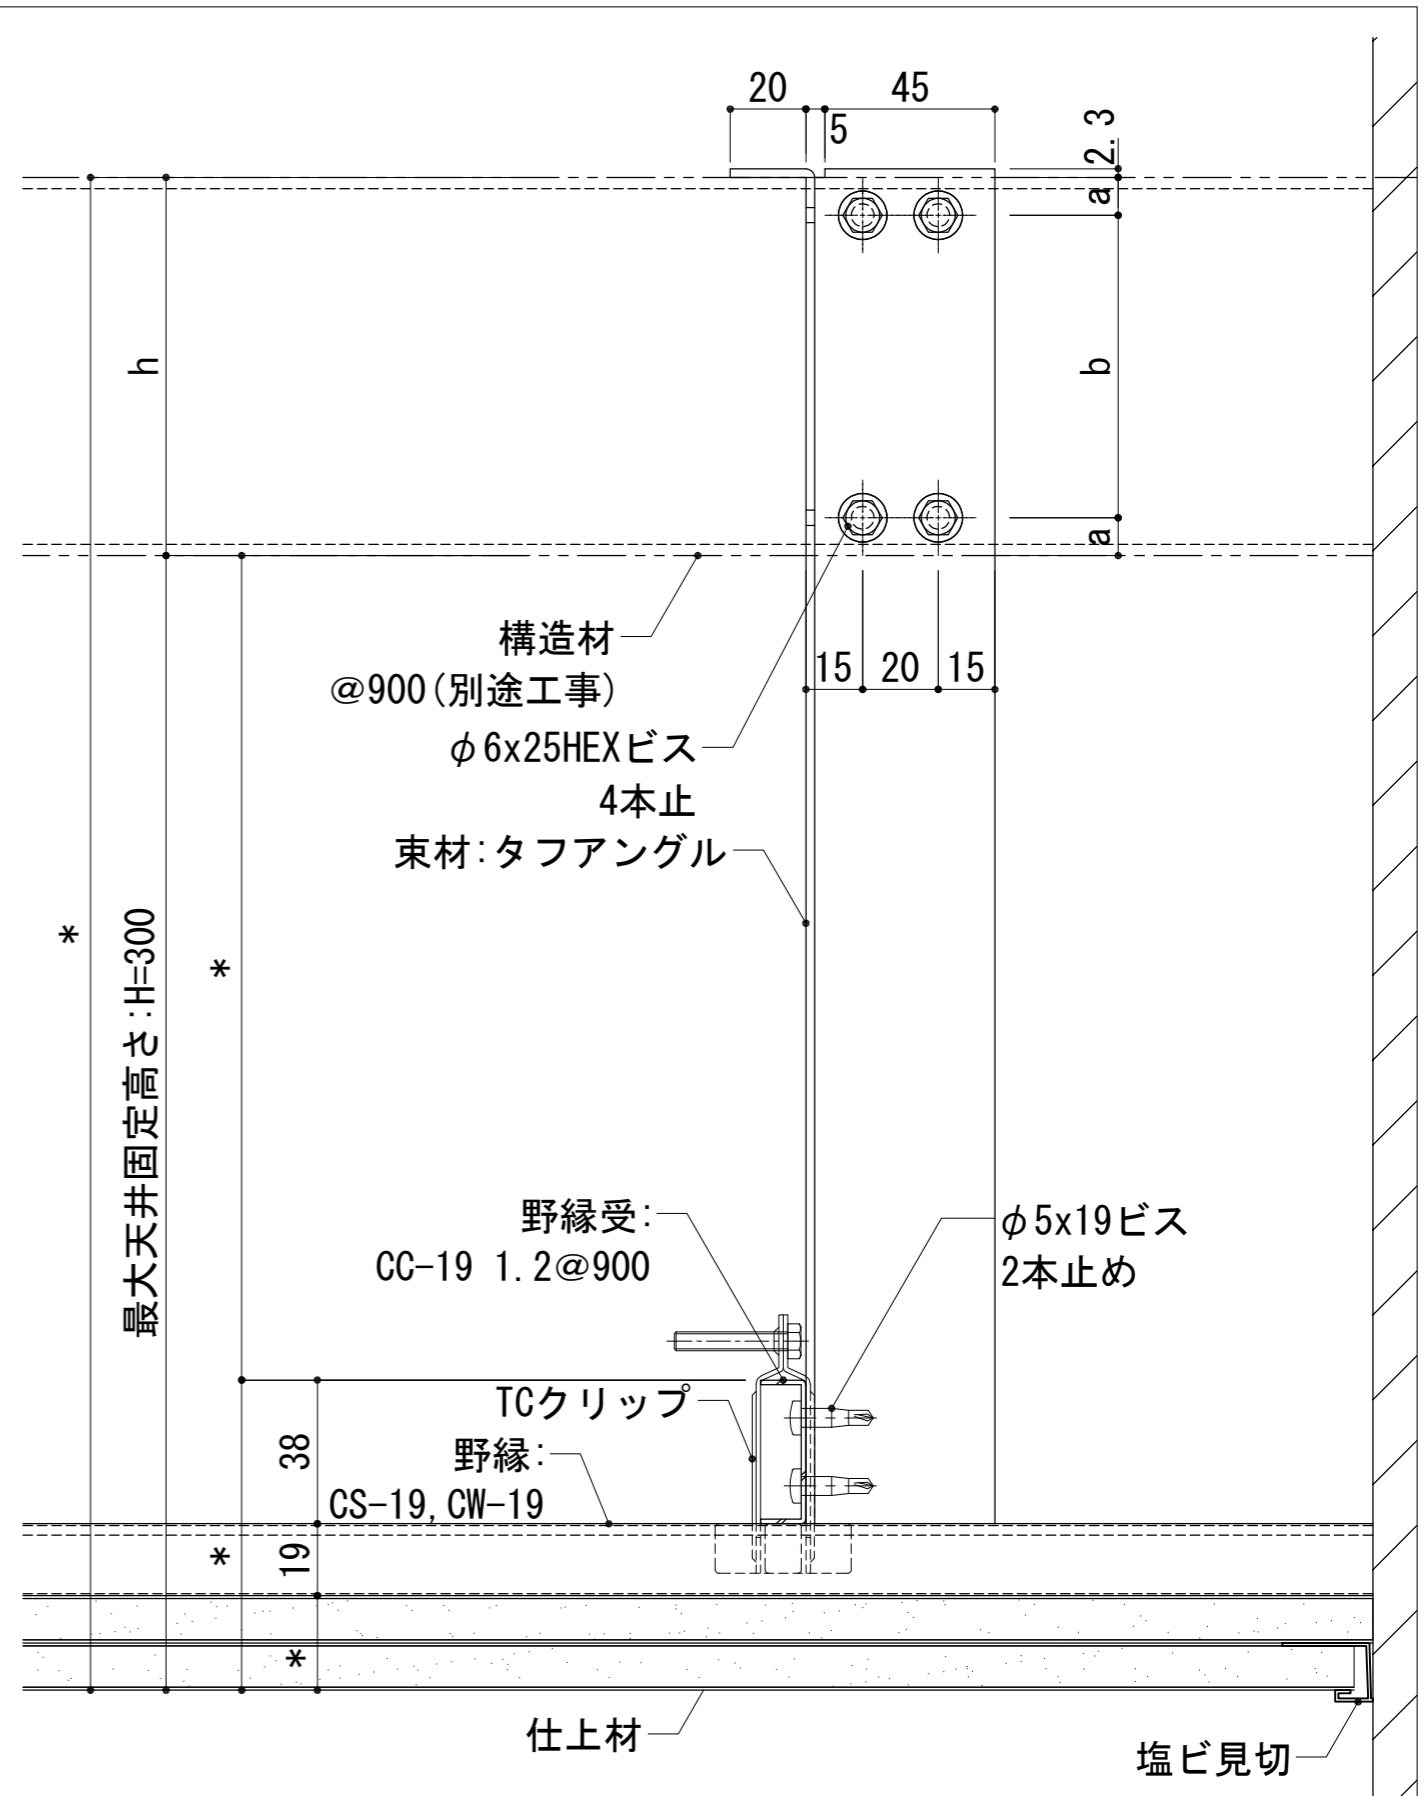 20
45
5
2.3
a
h
b
a
構造材
@900(別途工事)
15
20
15
φ6x25HEXビス
4本止
束材:タフアングル
*
*
最大天井固定高さ:H=300
野縁受:
CC-19 1.2@900
φ5x19ビス
2本止め
TCクリップ
38
野縁:
CS-19,CW-19
*
19
*
仕上材
塩ビ見切